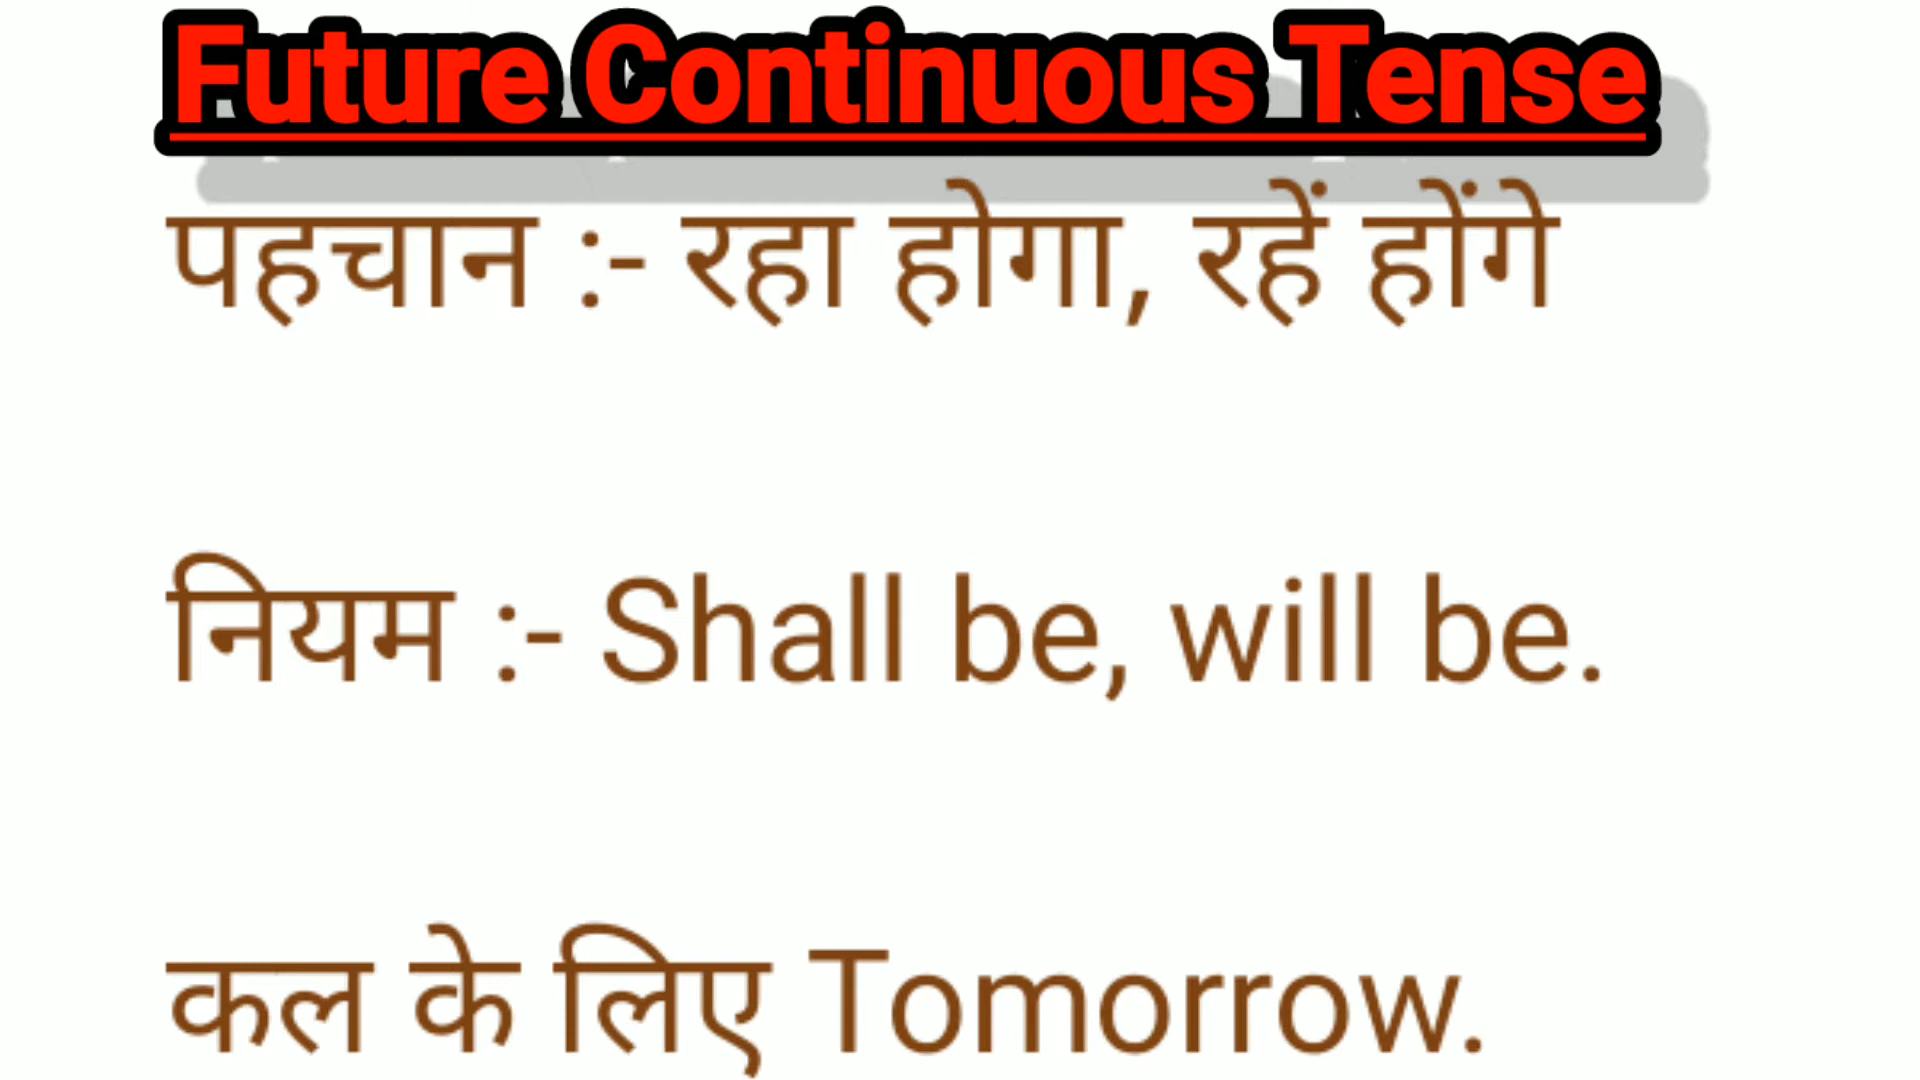 Future Continuous Tense
पहचान :- रहा होगा, रहें होंगे
नियम :- Shall be, will be.
कल के लिए Tomorrow.